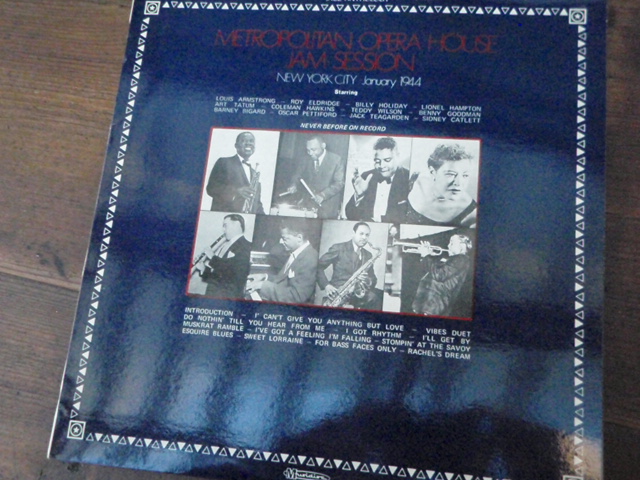 METROPOLITAN OPERA HOUSE
JAM SESSION
NEW YORK CITY January 1944
Starring
LOUIS ARMSTRONG – ROY ELDRIDGE – BILLY HOLIDAY – LIONEL HAMPTON
ART TATUM – COLEMAN HAWKINS – TEDDY WILSON – BENNY GOODMAN
BARNEY BIGARD – OSCAR PETTIFORD – JACK TEAGARDEN – SIDNEY CATLETT
NEVER BEFORE ON RECORD
INTRODUCTION – I CAN'T GIVE YOU ANYTHING BUT LOVE – VIBES DUET
DO NOTHIN' TILL YOU HEAR FROM ME – I GOT RHYTHM – I'LL GET BY
MUSKRAT RAMBLE – I'VE GOT A FEELING I'M FALLING – STOMPIN' AT THE SAVOY
ESQUIRE BLUES – SWEET LORRAINE – FOR BASS FACES ONLY – RACHEL'S DREAM
Musidisc